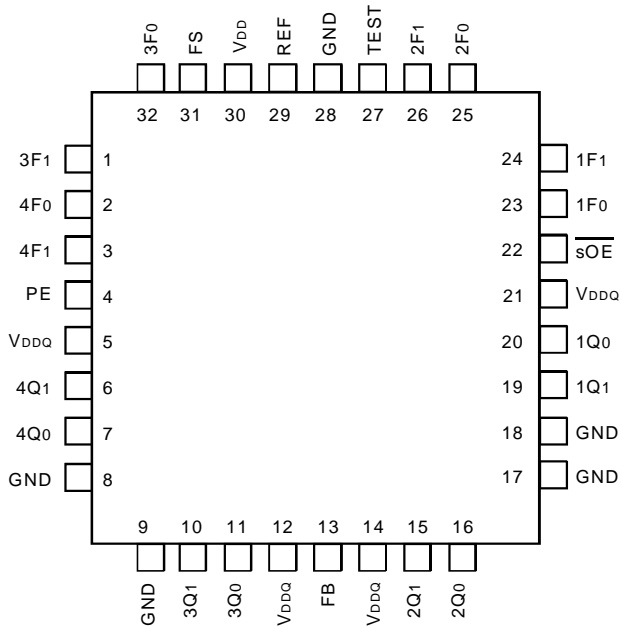 3F0 FS VDD REF GND TEST 2F1 2F0
32 31 30 29 28 27 26 25
3F1 1 24 1F1
4F0 2 23 1F0
4F1 3 22 sOE
PE 4 21 VDDQ
VDDQ 5 20 1Q0
4Q1 6 19 1Q1
4Q0 7 18 GND
GND 8 17 GND
9 10 11 12 13 14 15 16
GND 3Q1 3Q0 VDDQ FB VDDQ 2Q1 2Q0